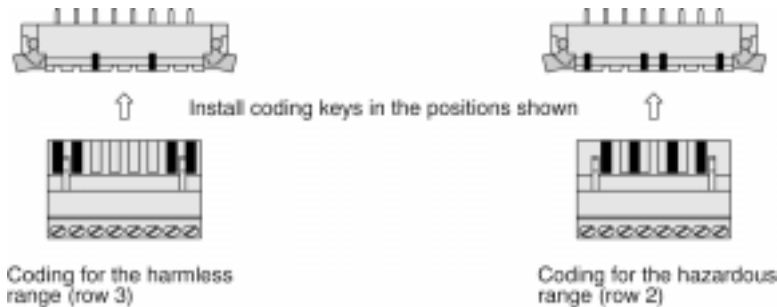 Install coding keys in the positions shown
Coding for the harmless
range (row 3)
Coding for the hazardous
range (row 2)